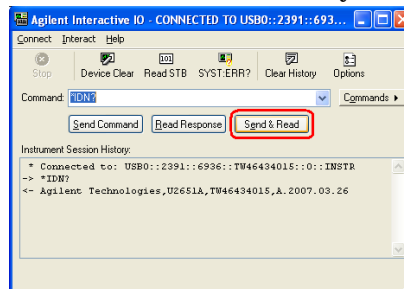 Agilent Interactive IO - CONNECTED TO USB0::2391::693...
Connect Interact Help
Stop Device Clear Read STB SYST:ERR? Clear History Options
Command: *IDN? Commands
Send Command Read Response Send & Read
Instrument Session History:
* Connected to: USB0::2391::6936::TW46434015::0::INSTR
-> *IDN?
<- Agilent Technologies,U2651A,TW46434015,A.2007.03.26